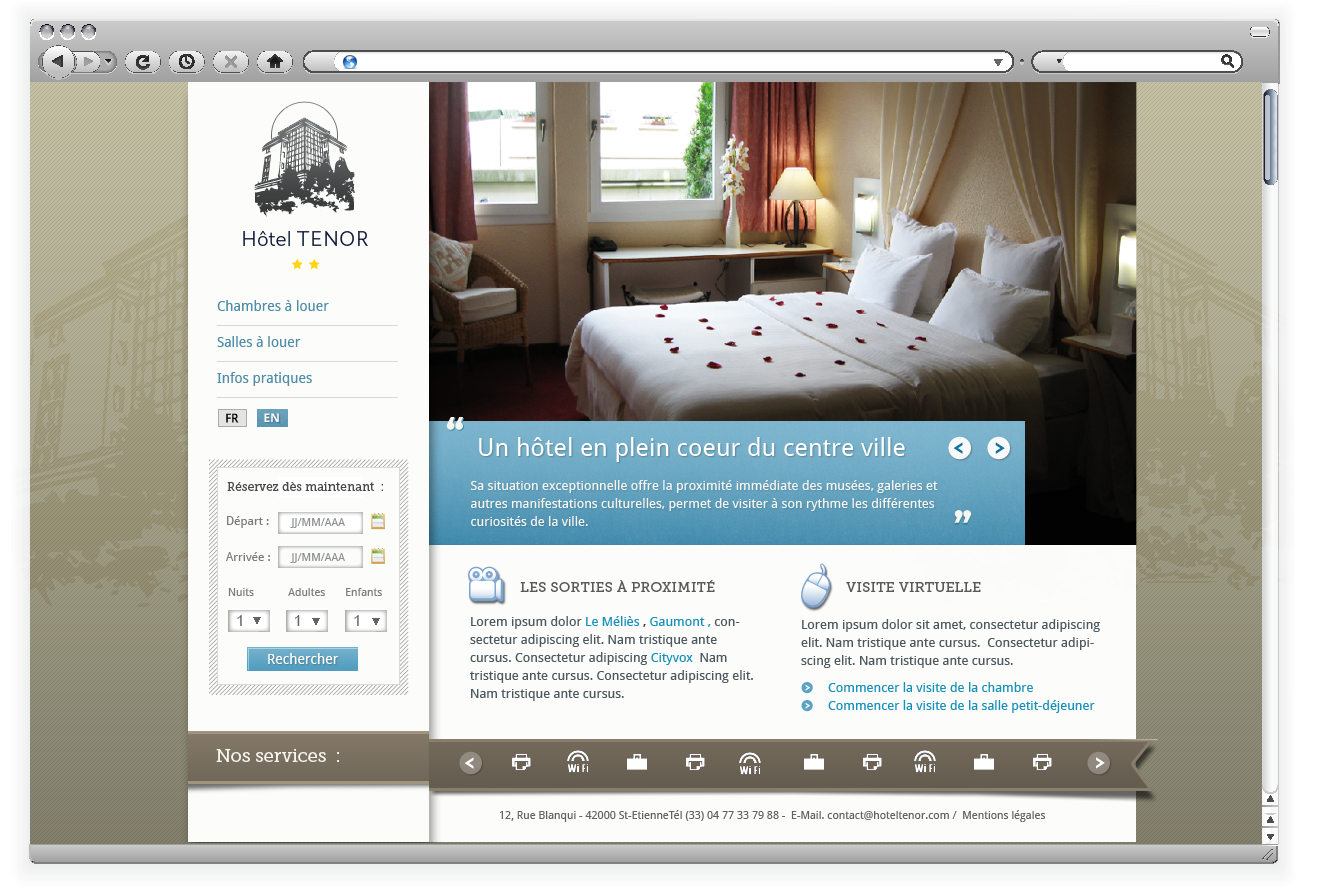 Hôtel TENOR
Chambres à louer
Salles à louer
Infos pratiques
FR EN
Réservez dès maintenant :
Départ : JJ/MM/AAA
Arrivée : JJ/MM/AAA
Nuits Adultes Enfants
1 1 1
Rechercher
“
Un hôtel en plein coeur du centre ville
Sa situation exceptionnelle offre la proximité immédiate des musées, galeries et
autres manifestations culturelles, permet de visiter à son rythme les différentes
curiosités de la ville. ”
LES SORTIES À PROXIMITÉ
Lorem ipsum dolor Le Méliès , Gaumont , con-
sectetur adipiscing elit. Nam tristique ante
cursus. Consectetur adipiscing Cityvox Nam
tristique ante cursus. Consectetur adipiscing elit.
Nam tristique ante cursus.
VISITE VIRTUELLE
Lorem ipsum dolor sit amet, consectetur adipiscing
elit. Nam tristique ante cursus. Consectetur adipi-
scing elit. Nam tristique ante cursus.
Commencer la visite de la chambre
Commencer la visite de la salle petit-déjeuner
Nos services :
Wi Fi Wi Fi Wi Fi
12, Rue Blanqui - 42000 St-EtienneTél (33) 04 77 33 79 88 - E-Mail. contact@hoteltenor.com / Mentions légales